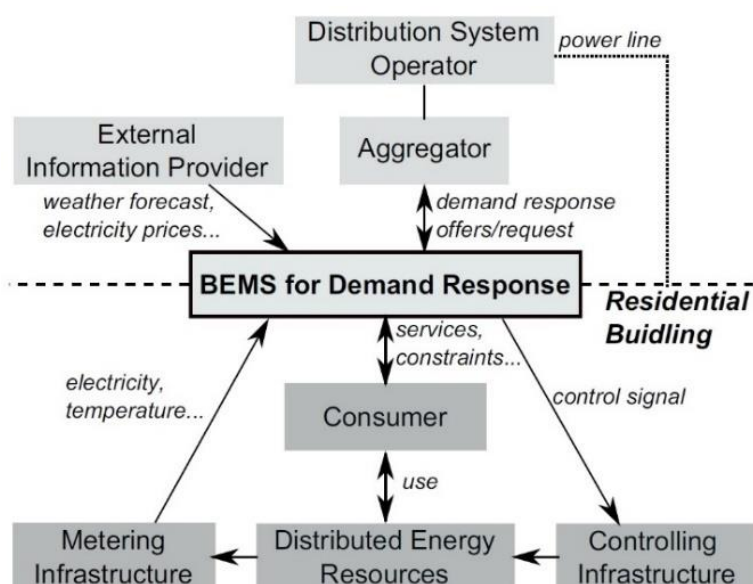 Distribution System
Operator
power line
External
Information Provider
Aggregator
weather forecast,
electricity prices...
demand response
offers/request
BEMS for Demand Response
Residential
Buidling
services,
constraints...
electricity,
temperature...
control signal
Consumer
use
Metering
Infrastructure
Distributed Energy
Resources
Controlling
Infrastructure